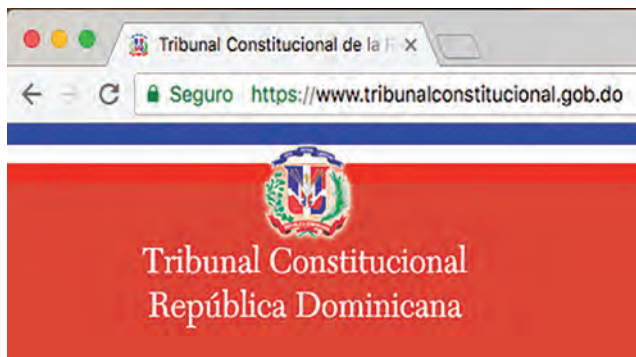 Tribunal Constitucional de la
Seguro https://www.tribunalconstitucional.gob.do
Tribunal Constitucional
República Dominicana